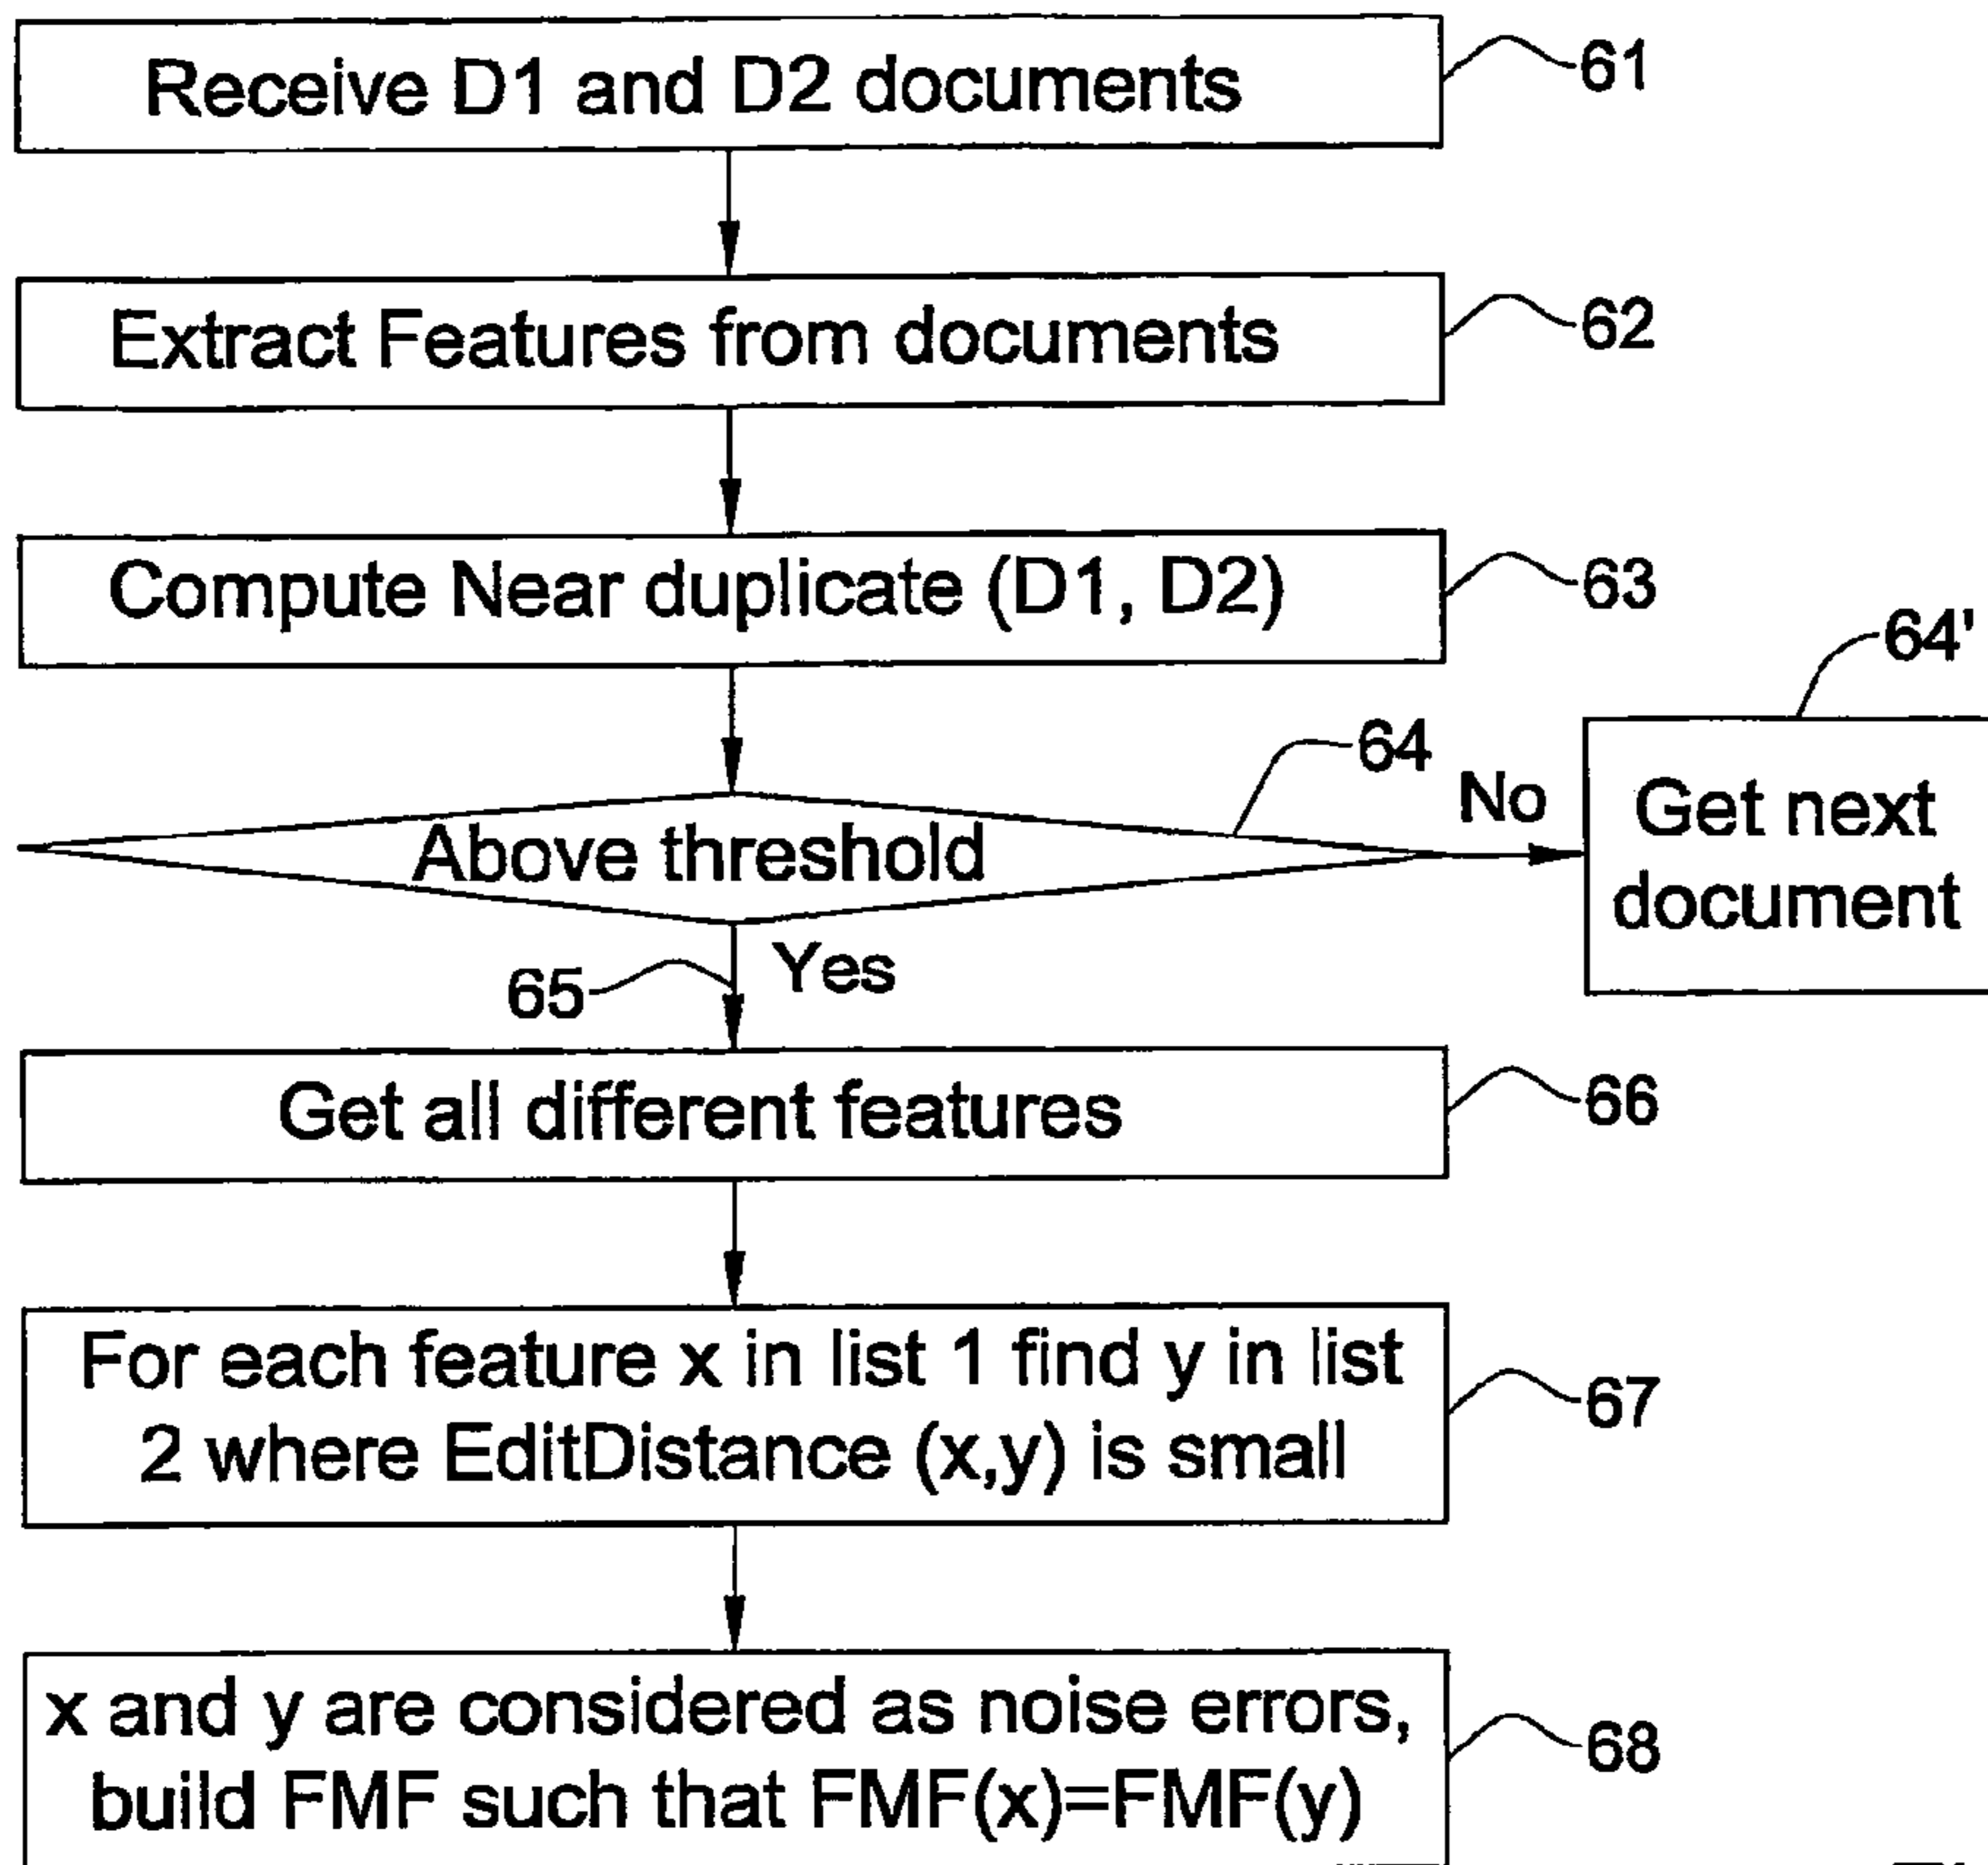 Receive D1 and D2 documents
61
Extract Features from documents
62
Compute Near duplicate (D1, D2)
63
64'
64
Above threshold
No
Get next
document
65
Yes
Get all different features
66
For each feature x in list 1 find y in list
2 where EditDistance (x,y) is small
67
x and y are considered as noise errors,
build FMF such that FMF(x)=FMF(y)
68